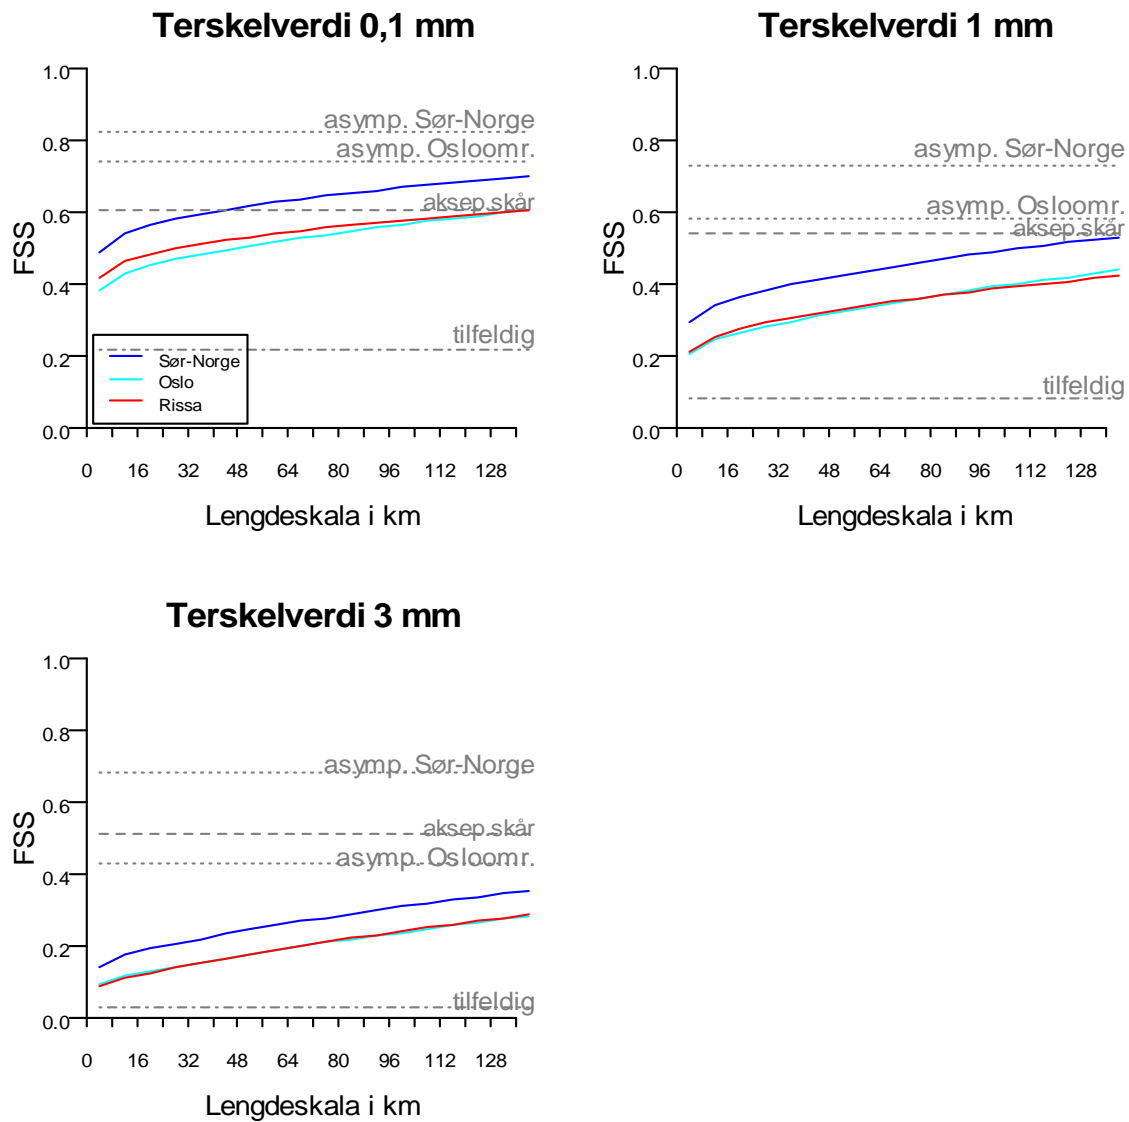 Terskelverdi 0,1 mm
FSS
1.0
0.8
0.6
0.4
0.2
0.0
asymp. Sør-Norge
asymp. Osloomr.
aksep.skår
tilfeldig
Sør-Norge
Oslo
Rissa
0 16 32 48 64 80 96 112 128
Lengdeskala i km
Terskelverdi 1 mm
FSS
1.0
0.8
0.6
0.4
0.2
0.0
asymp. Sør-Norge
asymp. Osloomr.
aksep.skår
tilfeldig
0 16 32 48 64 80 96 112 128
Lengdeskala i km
Terskelverdi 3 mm
FSS
1.0
0.8
0.6
0.4
0.2
0.0
asymp. Sør-Norge
aksep.skår
asymp. Osloomr.
tilfeldig
0 16 32 48 64 80 96 112 128
Lengdeskala i km